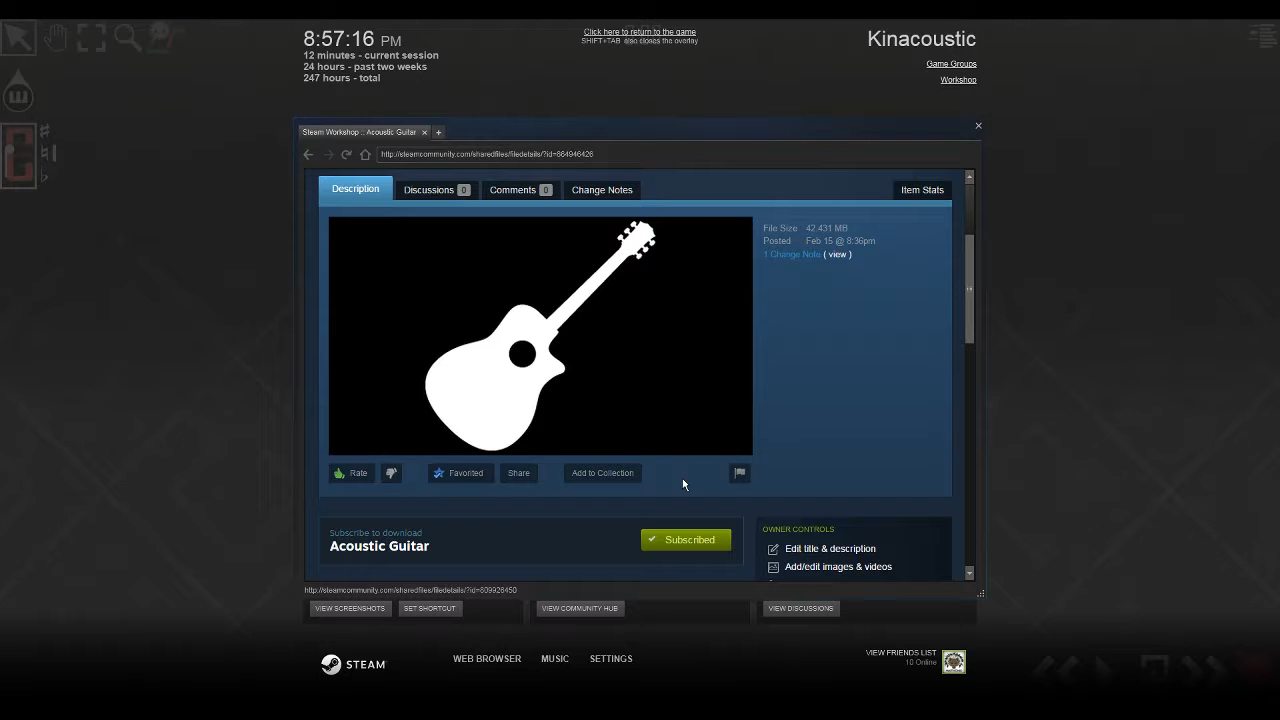 8:57:16 PM
12 minutes - current session
24 hours - past two weeks
247 hours - total
Click here to return to the game
SHIFT+TAB also closes the overlay
Kinacoustic
Game Groups
Workshop
Steam Workshop :: Acoustic Guitar
http://steamcommunity.com/sharedfiles/filedetails/?id=864946426
Description
Discussions 0
Comments 0
Change Notes
Item Stats
File Size 42.431 MB
Posted Feb 15 @ 8:36pm
1 Change Note ( view )
Rate
Favorited
Share
Add to Collection
Subscribe to download
Acoustic Guitar
Subscribed
OWNER CONTROLS
Edit title & description
Add/edit images & videos
http://steamcommunity.com/sharedfiles/filedetails/?id=809926450
VIEW SCREENSHOTS
SET SHORTCUT
VIEW COMMUNITY HUB
VIEW DISCUSSIONS
STEAM
WEB BROWSER
MUSIC
SETTINGS
VIEW FRIENDS LIST
10 Online